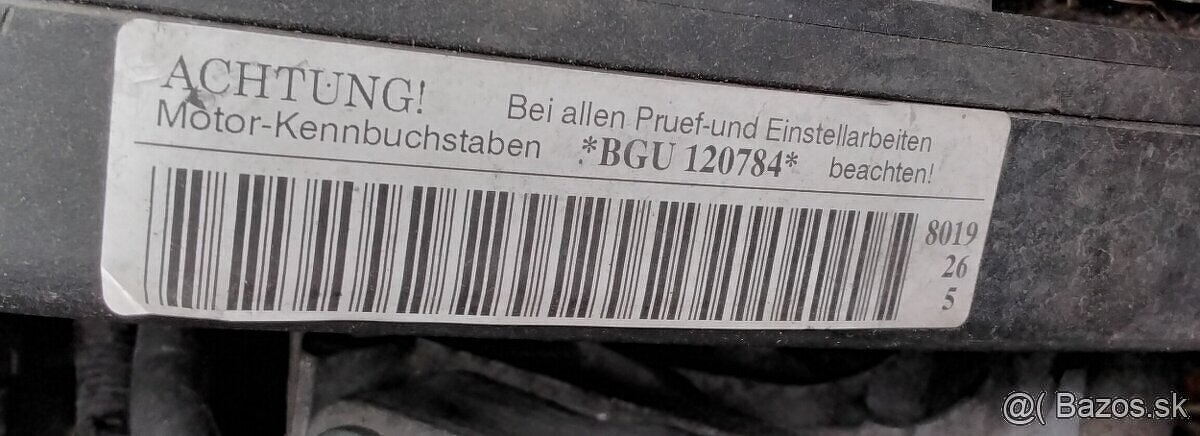 ACHTUNG! Bei allen Pruef-und Einstellarbeiten
Motor-Kennbuchstaben *BGU 120784* beachten!
8019
26
5
@( Bazos.sk